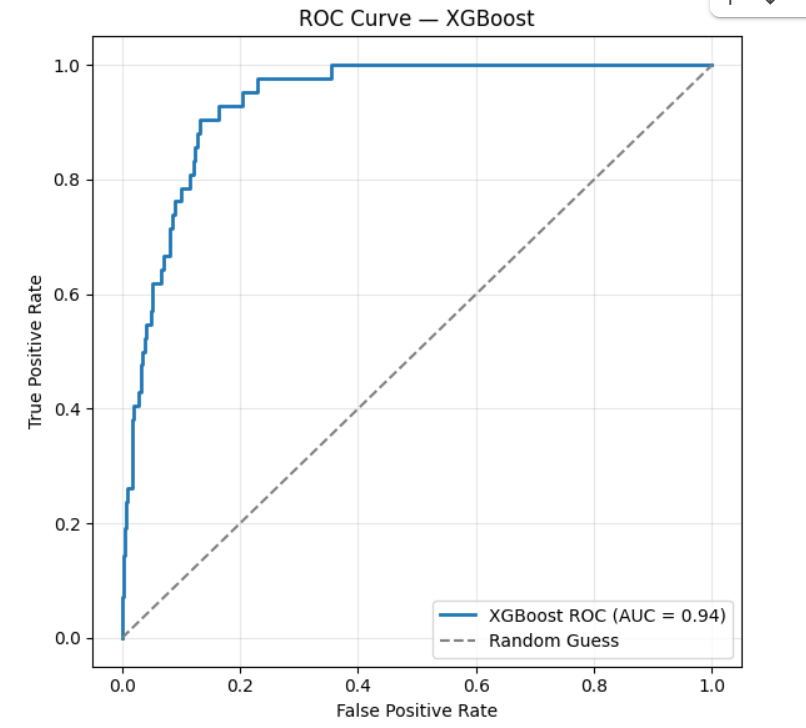 ROC Curve — XGBoost
1.0
0.8
0.6
0.4
0.2
0.0
True Positive Rate
XGBoost ROC (AUC = 0.94)
Random Guess
0.0 0.2 0.4 0.6 0.8 1.0
False Positive Rate